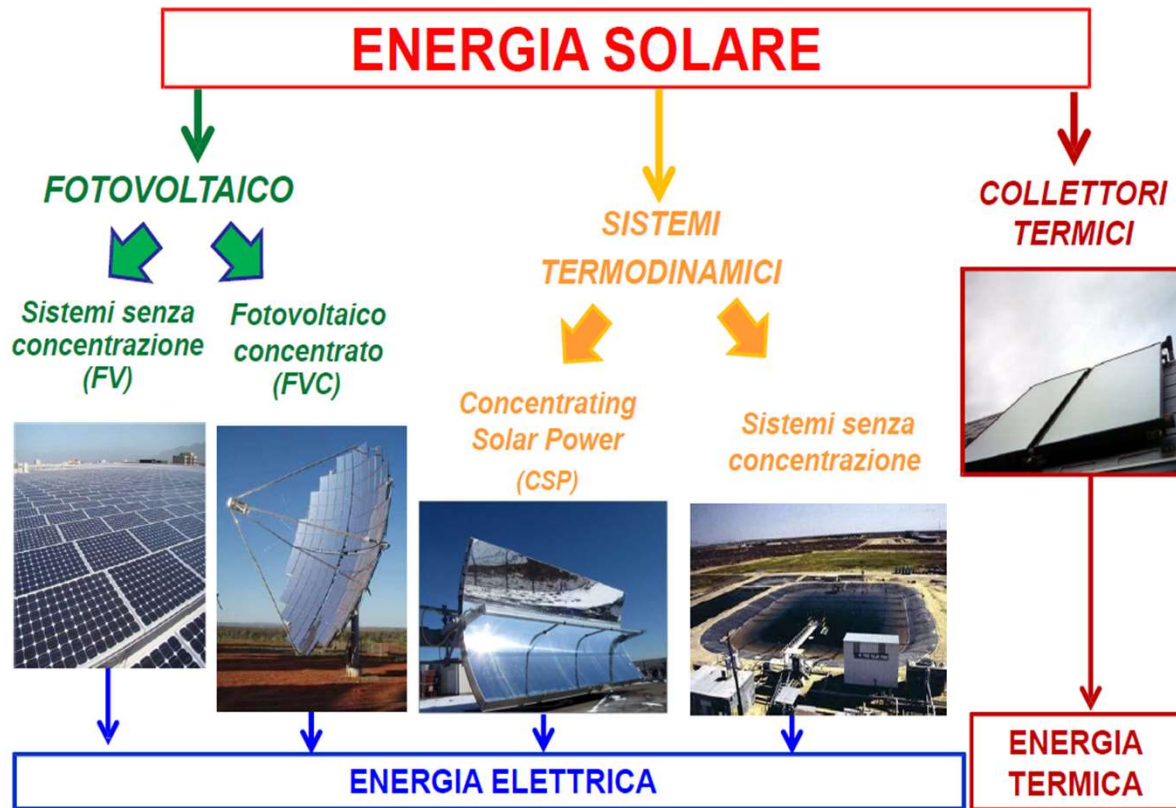 ENERGIA SOLARE
FOTOVOLTAICO
Sistemi senza
concentrazione
(FV)
Fotovoltaico
concentrato
(FVC)
SISTEMI
TERMODINAMICI
Concentrating
Solar Power
(CSP)
Sistemi senza
concentrazione
COLLETTORI
TERMICI
ENERGIA ELETTRICA
ENERGIA
TERMICA